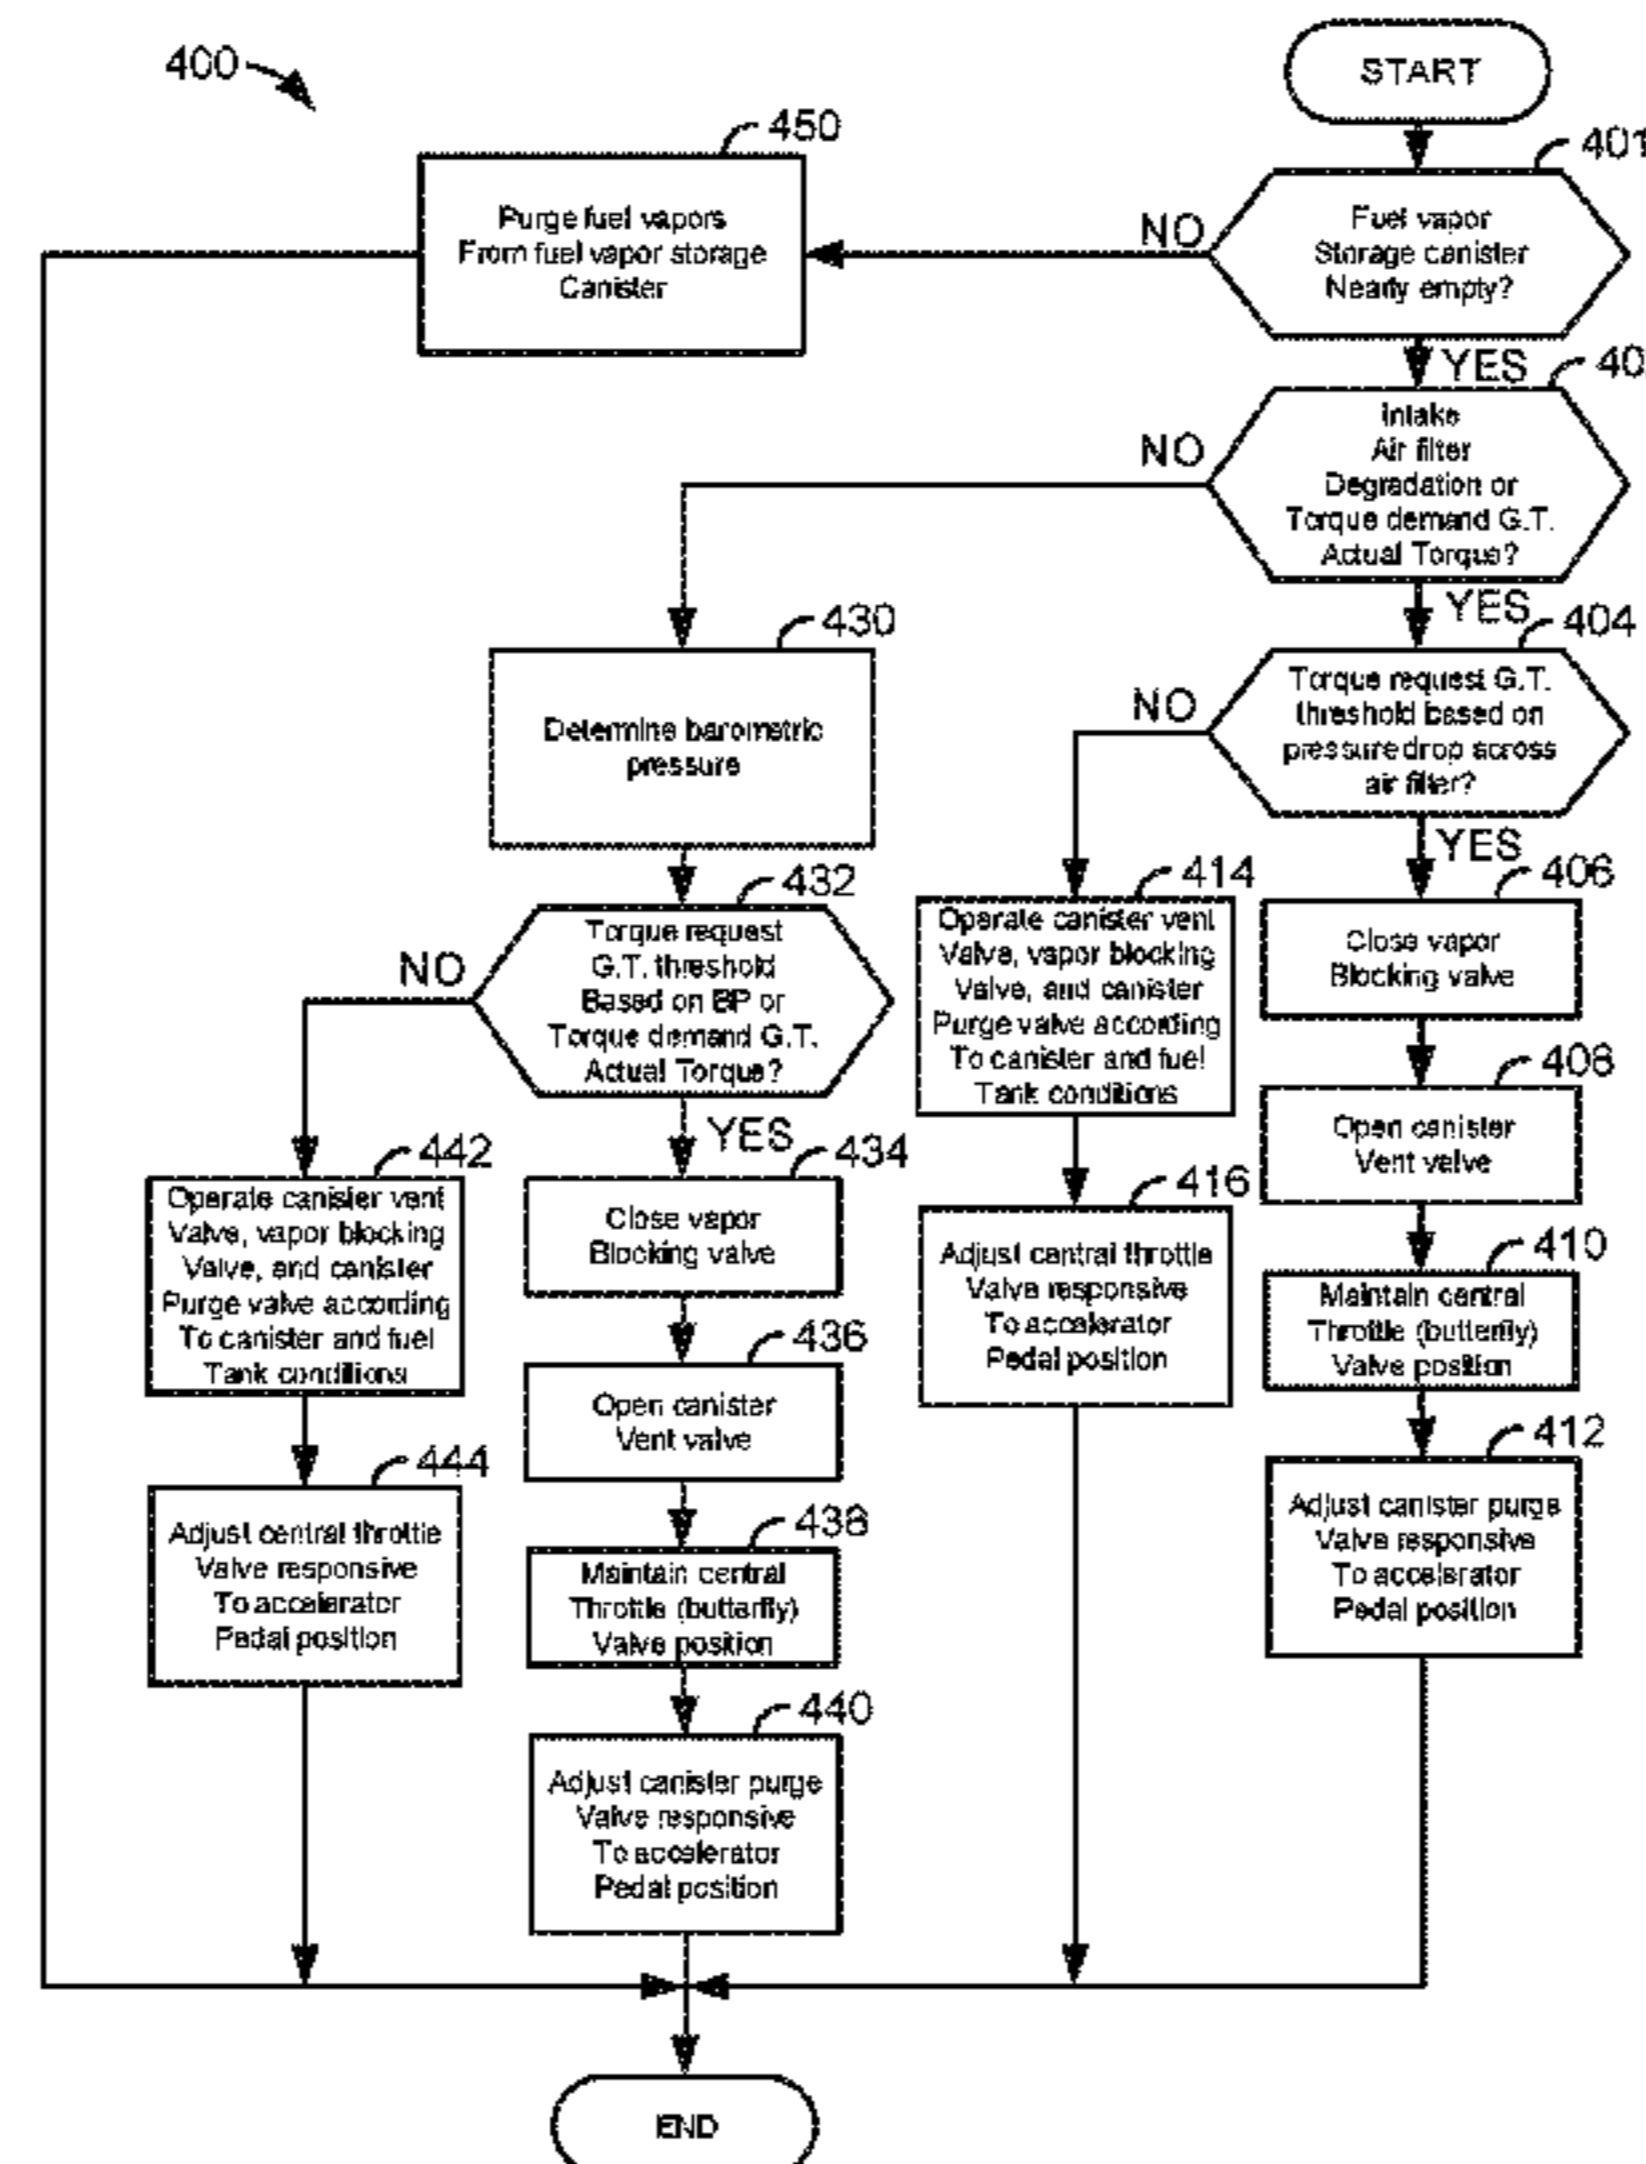 400
START
450
401
Purge fuel vapors
From fuel vapor storage
Canister
NO
Fuel vapor
Storage canister
Nearly empty?
YES
40
NO
Intake
Air filter
Degradation or
Torque demand G.T.
Actual Torque?
YES
430
404
Determine barometric
pressure
NO
Torque request G.T.
threshold based on
pressure drop across
air filter?
YES
432
414
406
NO
Torque request
G.T. threshold
Based on BP or
Torque demand G.T.
Actual Torque?
Operate canister vent
Valve, vapor blocking
Valve, and canister
Purge valve according
To canister and fuel
Tank conditions
Close vapor
Blocking valve
408
Open canister
Vent valve
YES
442
434
416
410
Operate canister vent
Valve, vapor blocking
Valve, and canister
Purge valve according
To canister and fuel
Tank conditions
Close vapor
Blocking valve
Adjust central throttle
Valve responsive
To accelerator
Pedal position
Maintain central
Throttle (butterfly)
Valve position
436
Open canister
Vent valve
412
Adjust canister purge
Valve responsive
To accelerator
Pedal position
444
438
Adjust central throttle
Valve responsive
To accelerator
Pedal position
Maintain central
Throttle (butterfly)
Valve position
440
Adjust canister purge
Valve responsive
To accelerator
Pedal position
END